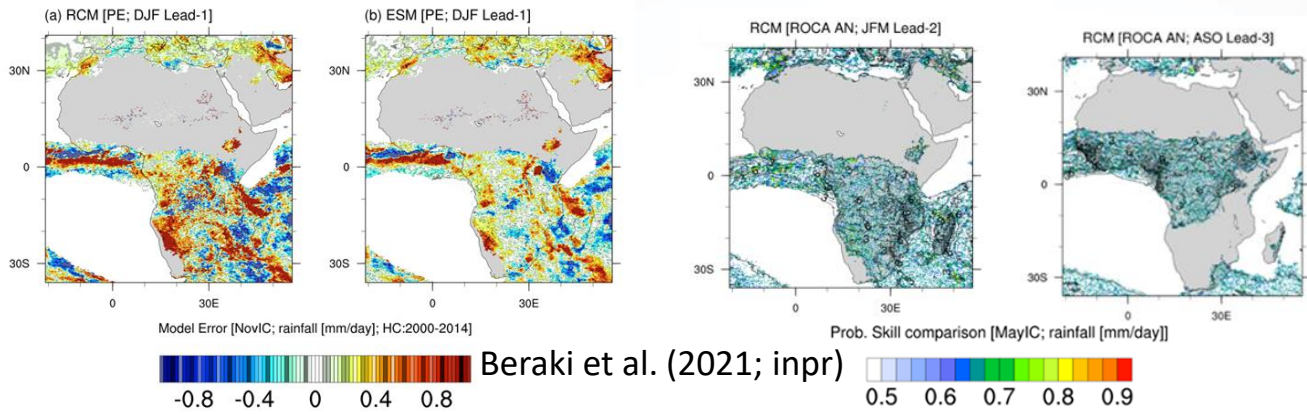 (a) RCM [PE; DJF Lead-1]
(b) ESM [PE; DJF Lead-1]
30N
0
30S
0
30E
0
30E
Model Error [NovIC; rainfall [mm/day]; HC:2000-2014]
-0.8 -0.4 0 0.4 0.8
Beraki et al. (2021; inpr)
RCM [ROCA AN; JFM Lead-2]
30N
0
30S
0
30E
RCM [ROCA AN; ASO Lead-3]
30N
0
30S
0
30E
Prob. Skill comparison [MayIC; rainfall [mm/day]]
0.5 0.6 0.7 0.8 0.9